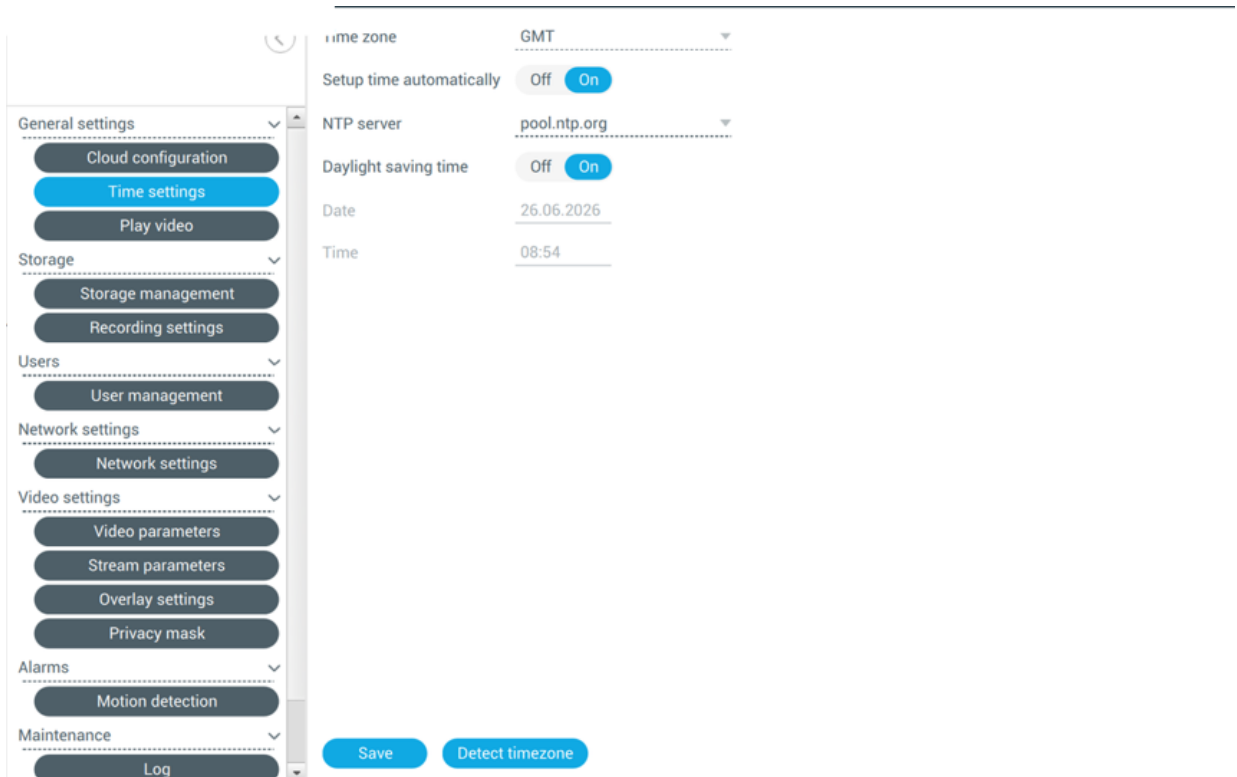 General settings
Cloud configuration
Time settings
Play video
Storage
Storage management
Recording settings
Users
User management
Network settings
Network settings
Video settings
Video parameters
Stream parameters
Overlay settings
Privacy mask
Alarms
Motion detection
Maintenance
Log
Time zone GMT
Setup time automatically Off On
NTP server pool.ntp.org
Daylight saving time Off On
Date 26.06.2026
Time 08:54
Save Detect timezone